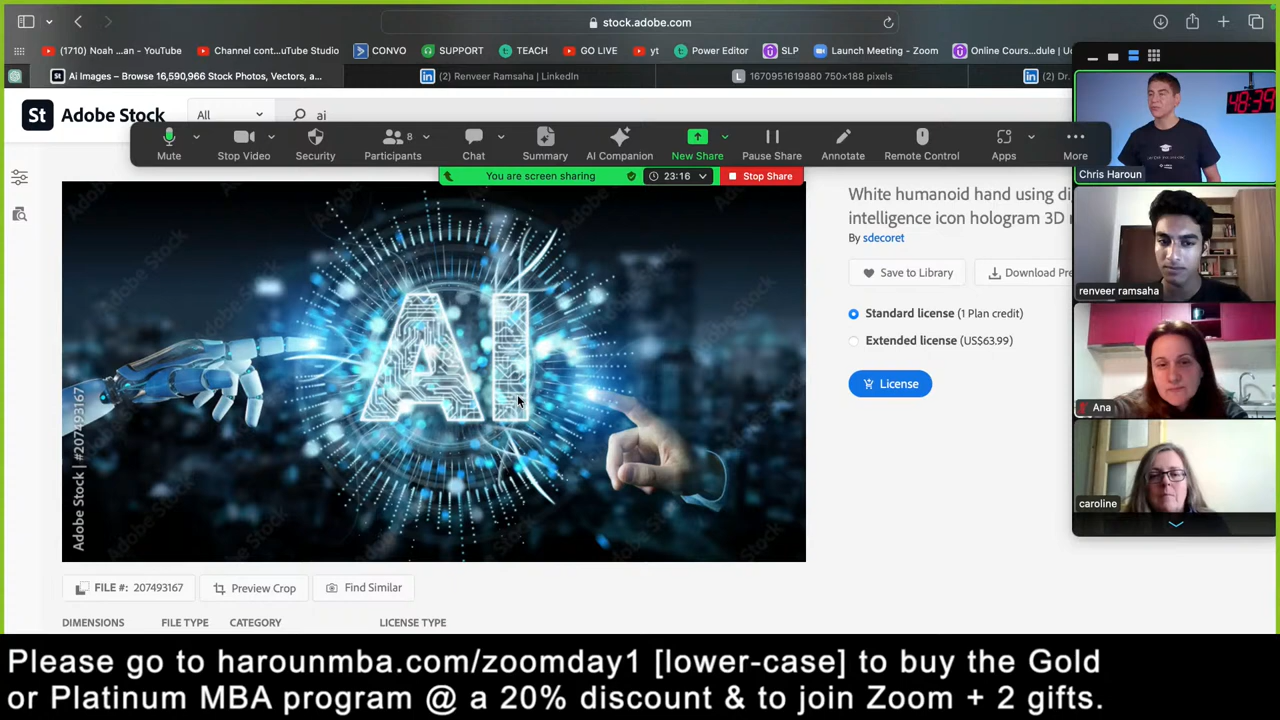 stock.adobe.com
(1710) Noah ...an - YouTube
Channel cont...uTube Studio
CONVO
SUPPORT
TEACH
GO LIVE
yt
Power Editor
SLP
Launch Meeting - Zoom
Online Cours...dule |
Ai Images – Browse 16,590,966 Stock Photos, Vectors, a...
(2) Renveer Ramsaha | LinkedIn
L 1670951619880 750×188 pixels
(2) Dr.
St Adobe Stock
All
ai
Mute
Stop Video
Security
8
Participants
Chat
Summary
AI Companion
New Share
Pause Share
Annotate
Remote Control
Apps
More
You are screen sharing
23:16
Stop Share
48:39
Chris Haroun
renveer ramsaha
Ana
caroline
AI
Adobe Stock | #207493167
White humanoid hand using di
intelligence icon hologram 3D
By sdecoret
Save to Library
Download Pre
Standard license (1 Plan credit)
Extended license (US$63.99)
License
FILE #: 207493167
Preview Crop
Find Similar
DIMENSIONS
FILE TYPE
CATEGORY
LICENSE TYPE
Please go to harounmba.com/zoomday1 [lower-case] to buy the Gold
or Platinum MBA program @ a 20% discount & to join Zoom + 2 gifts.